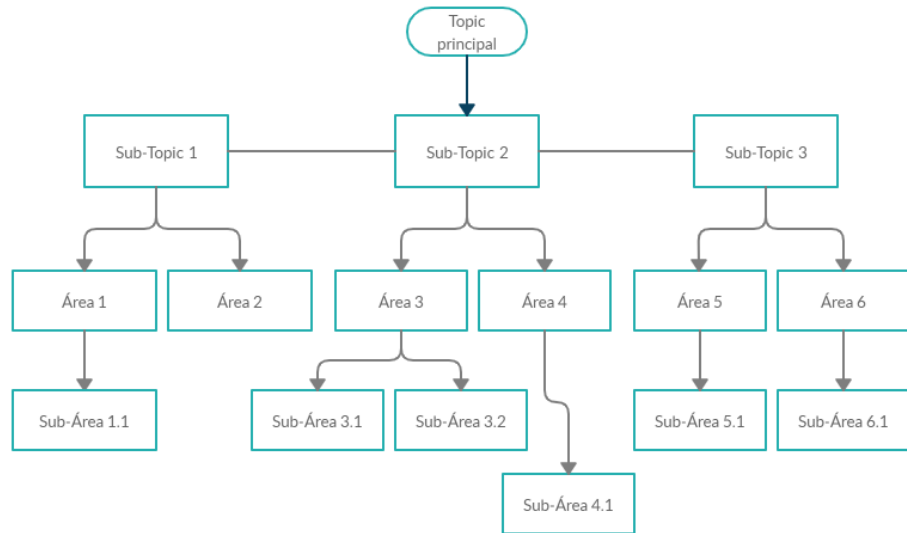 Topic
principal
Sub-Topic 1
Sub-Topic 2
Sub-Topic 3
Área 1
Área 2
Área 3
Área 4
Área 5
Área 6
Sub-Área 1.1
Sub-Área 3.1
Sub-Área 3.2
Sub-Área 5.1
Sub-Área 6.1
Sub-Área 4.1